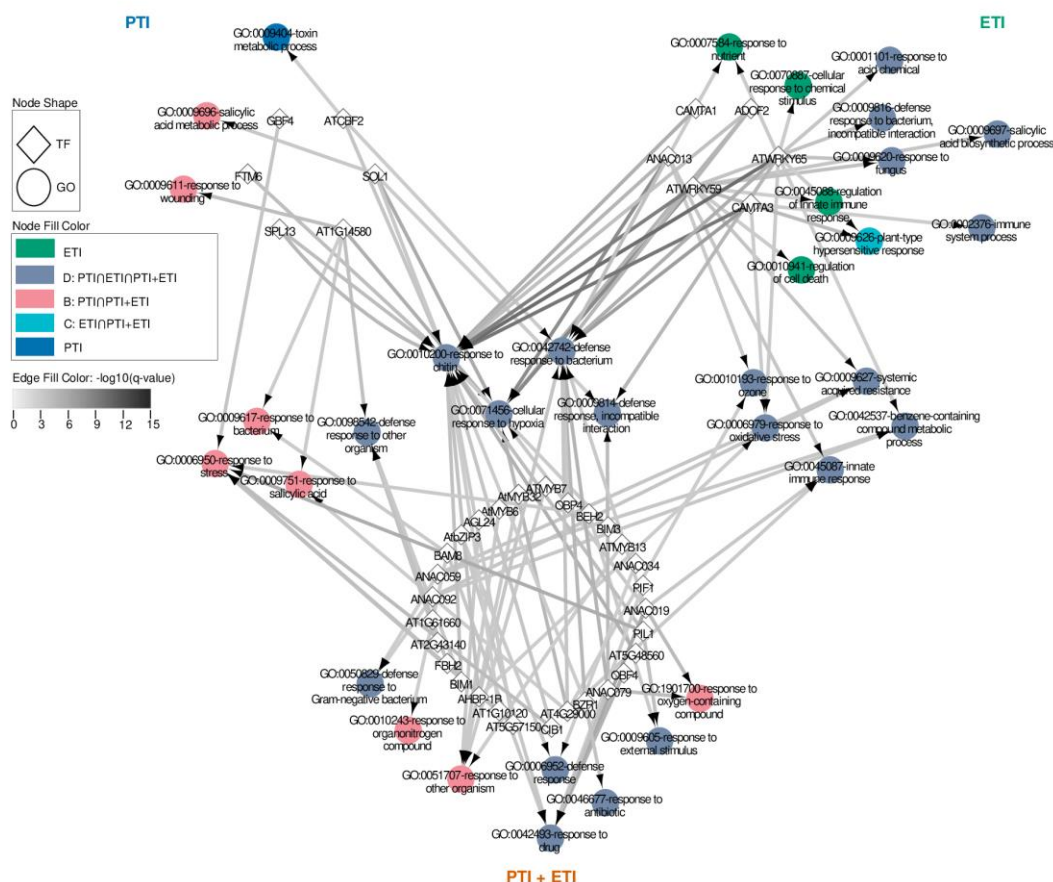 PTI
ETI
GO:0009404-toxin
metabolic process
GO:0007584-response to
nutrient
GO:0001101-response to
acid chemical
GO:0070887-cellular
response to chemical
stimulus
Node Shape
TF
GO
GO:0009696-salicylic
acid metabolic process
GBF4
ATCBF2
CAMTA1
ADOF2
GO:0009816-defense
response to bacterium,
incompatible interaction
GO:0009697-salicylic
acid biosynthetic process
FTM6
SOL1
ANAC013
ATWRKY65
GO:0009620-response to
fungus
GO:0009611-response to
wounding
ATWRKY59
CAMTA3
GO:0045088-regulation
of innate immune
response
SPL13
AT1G14580
GO:0002376-immune
system process
GO:0009626-plant-type
hypersensitive response
GO:0010941-regulation
of cell death
Node Fill Color
ETI
D: PTI∩ETI∩PTI+ETI
B: PTI∩PTI+ETI
C: ETI∩PTI+ETI
PTI
Edge Fill Color: -log10(q-value)
0 3 6 9 12 15
GO:0010200-response to
chitin
GO:0042742-defense
response to bacterium
GO:0071456-cellular
response to hypoxia
GO:0009814-defense
response, incompatible
interaction
GO:0010193-response to
ozone
GO:0009627-systemic
acquired resistance
GO:0006979-response to
oxidative stress
GO:0042537-benzene-containing
compound metabolic
process
GO:0045087-innate
immune response
GO:0009617-response to
bacterium
GO:0098542-defense
response to other
organism
GO:0006950-response to
stress
GO:0009751-response to
salicylic acid
ATMYB7
AtMYB32
OBP4
AtMYB6
BEH2
AGL24
BIM3
AtbZIP3
ATMYB13
BAM8
ANAC034
ANAC059
PIF1
ANAC092
ANAC019
AT1G61660
PIL1
AT2G43140
AT5G48560
FBH2
OBF4
BIM1
ANAC079
AHBP-1B
BZR1
AT1G10120
AT4G29000
AT5G57150
CIB1
GO:0050829-defense
response to
Gram-negative bacterium
GO:1901700-response to
oxygen-containing
compound
GO:0010243-response to
organonitrogen
compound
GO:0009605-response to
external stimulus
GO:0051707-response to
other organism
GO:0006952-defense
response
GO:0046677-response to
antibiotic
GO:0042493-response to
drug
PTI + ETI